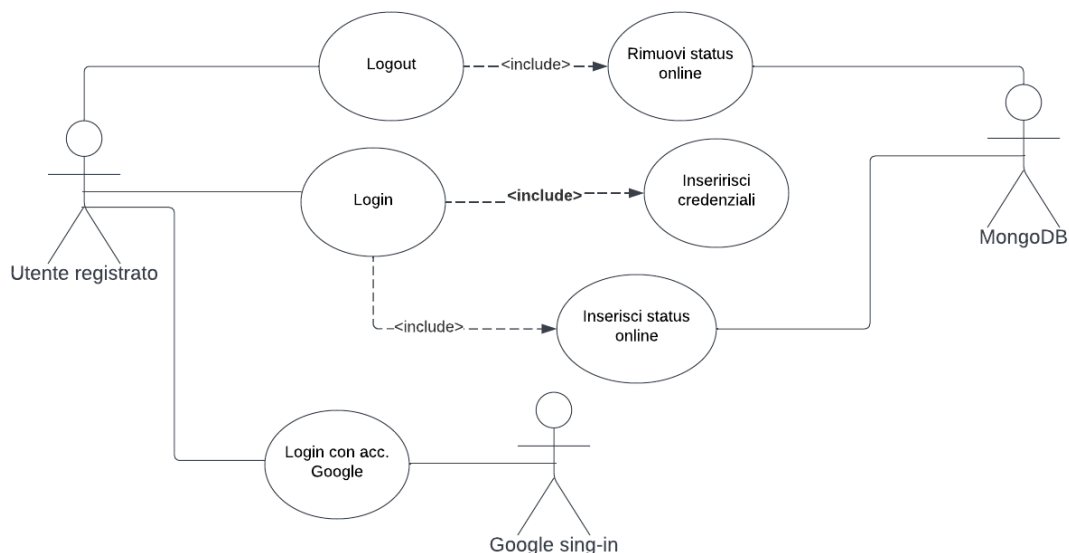 Logout
<include>
Rimuovi status
online
Login
<include>
Inseririsci
credenziali
Utente registrato
MongoDB
<include>
Inserisci status
online
Login con acc.
Google
Google sing-in